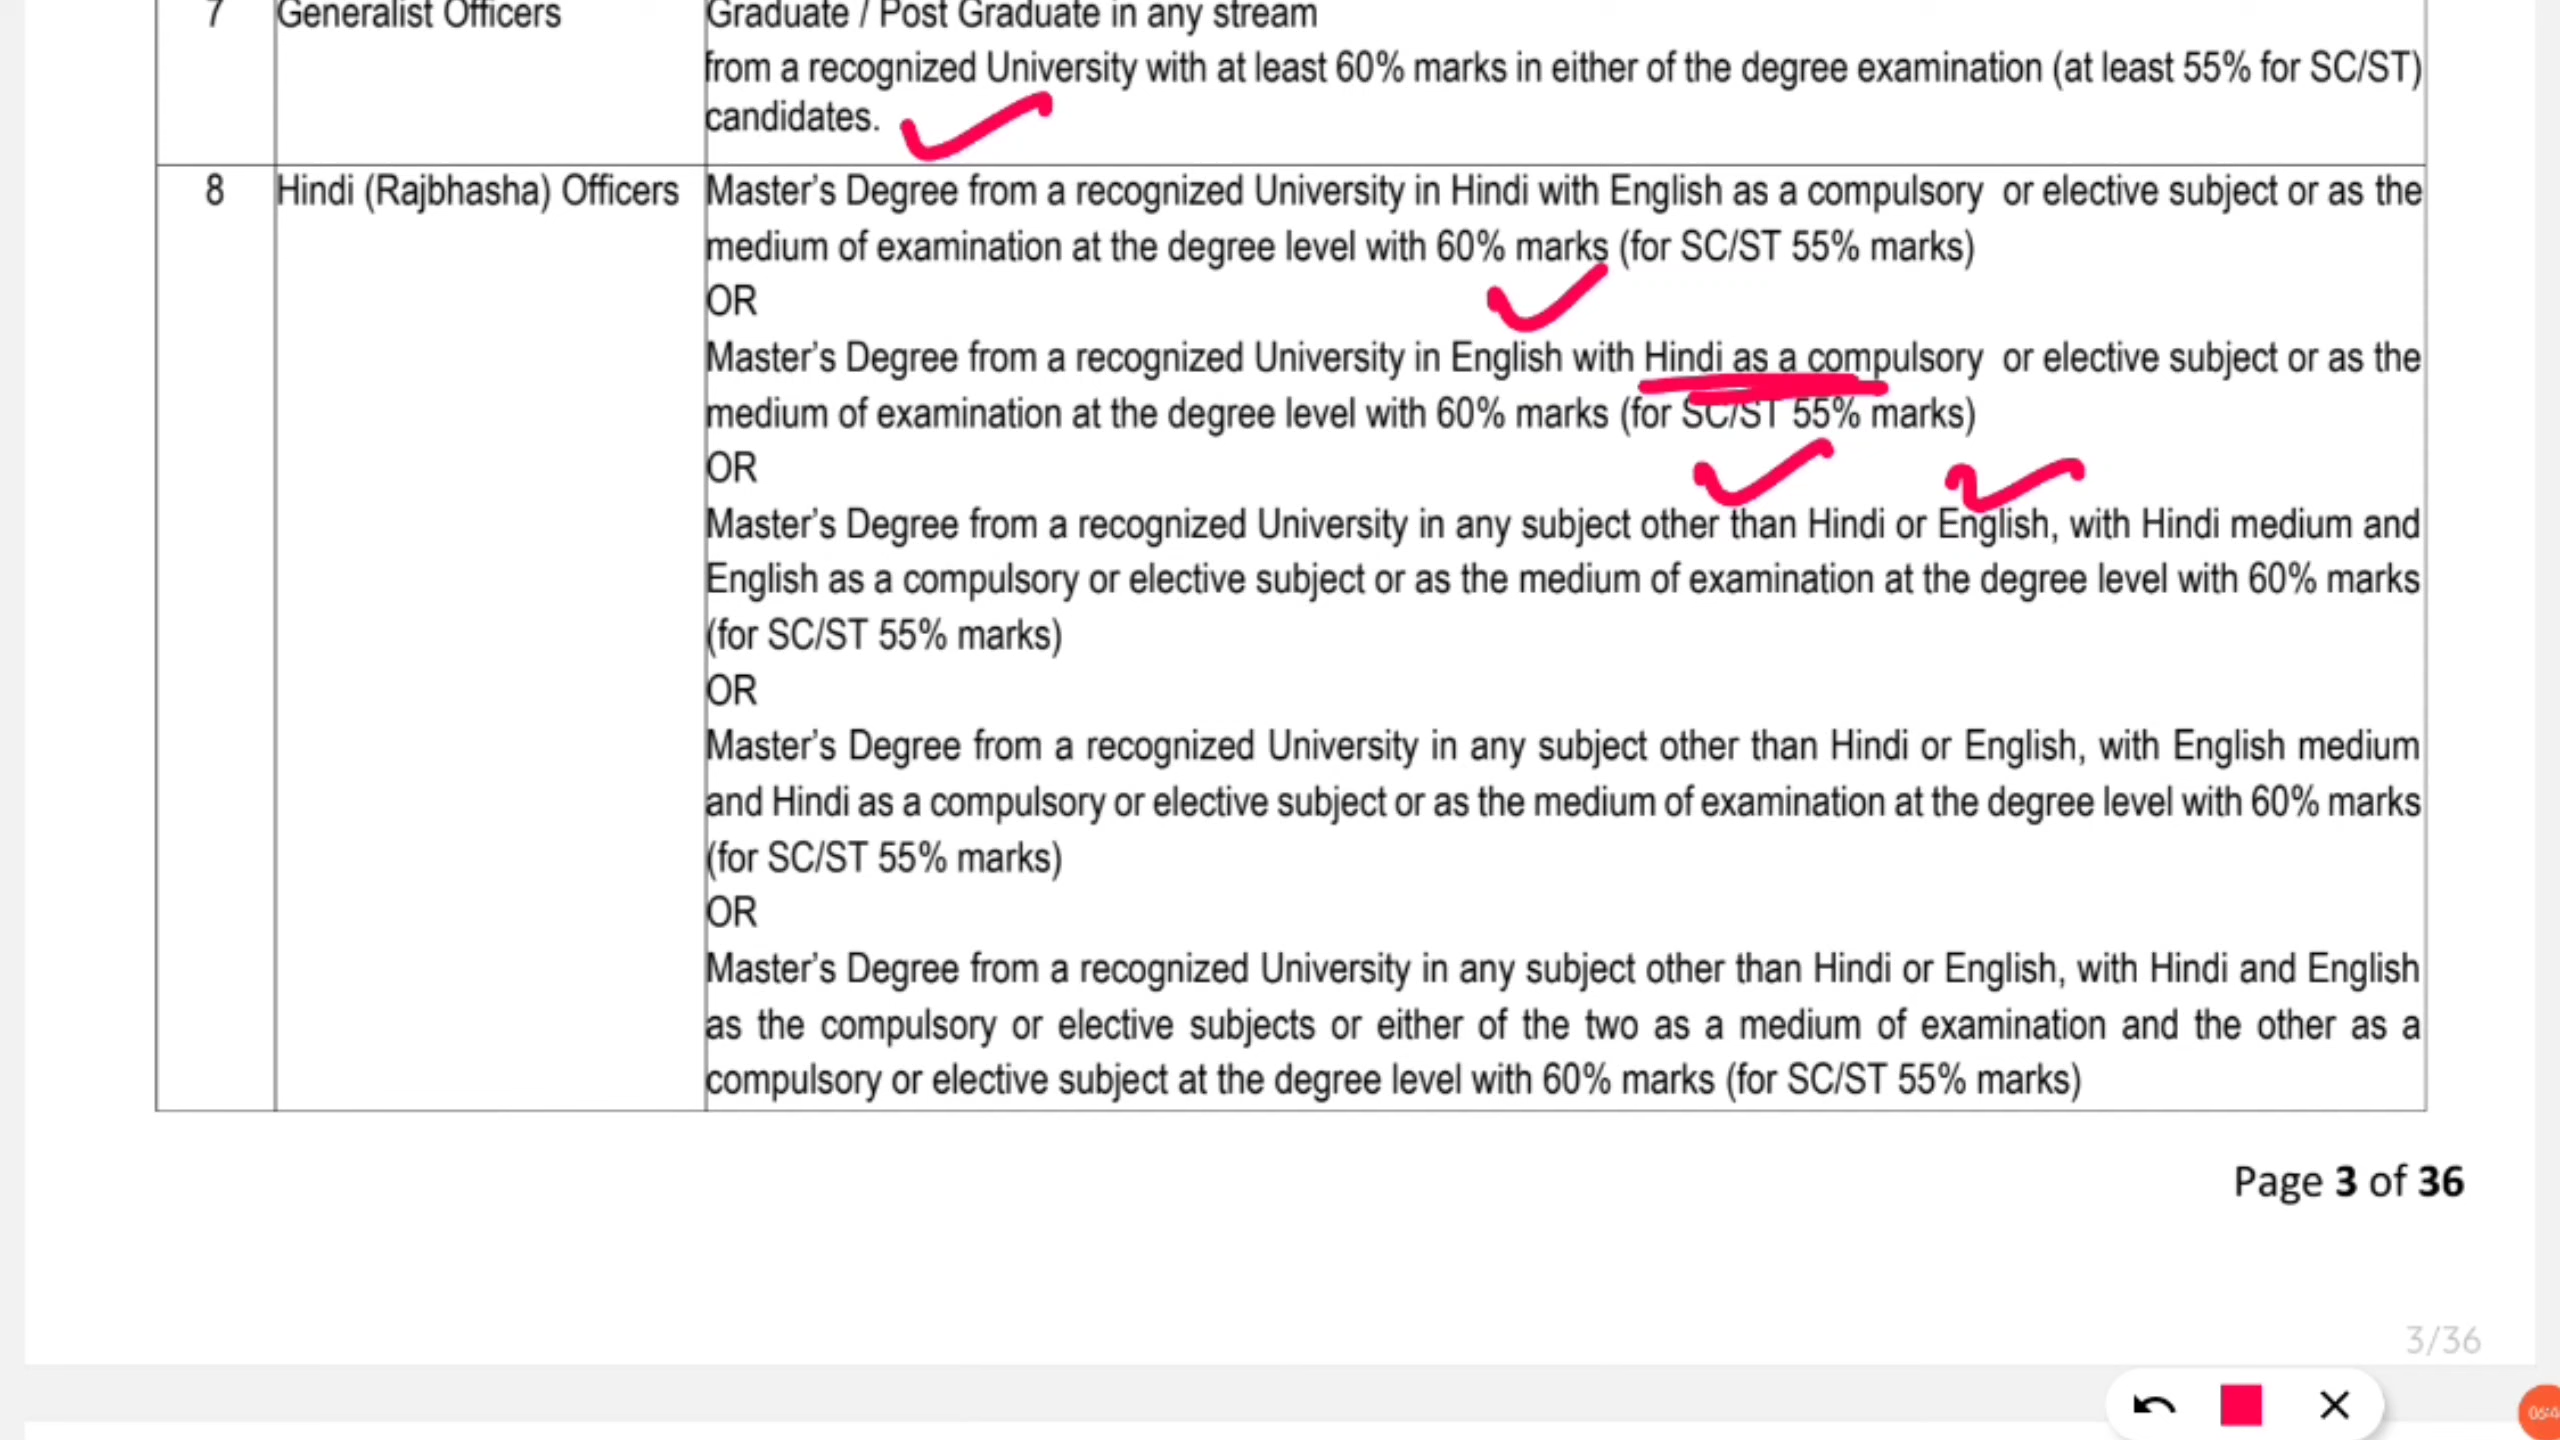 7 Generalist Officers Graduate / Post Graduate in any stream
from a recognized University with at least 60% marks in either of the degree examination (at least 55% for SC/ST)
candidates.
8 Hindi (Rajbhasha) Officers Master's Degree from a recognized University in Hindi with English as a compulsory or elective subject or as the
medium of examination at the degree level with 60% marks (for SC/ST 55% marks)
OR
Master's Degree from a recognized University in English with Hindi as a compulsory or elective subject or as the
medium of examination at the degree level with 60% marks (for SC/ST 55% marks)
OR
Master's Degree from a recognized University in any subject other than Hindi or English, with Hindi medium and
English as a compulsory or elective subject or as the medium of examination at the degree level with 60% marks
(for SC/ST 55% marks)
OR
Master's Degree from a recognized University in any subject other than Hindi or English, with English medium
and Hindi as a compulsory or elective subject or as the medium of examination at the degree level with 60% marks
(for SC/ST 55% marks)
OR
Master's Degree from a recognized University in any subject other than Hindi or English, with Hindi and English
as the compulsory or elective subjects or either of the two as a medium of examination and the other as a
compulsory or elective subject at the degree level with 60% marks (for SC/ST 55% marks)
Page 3 of 36
3/36